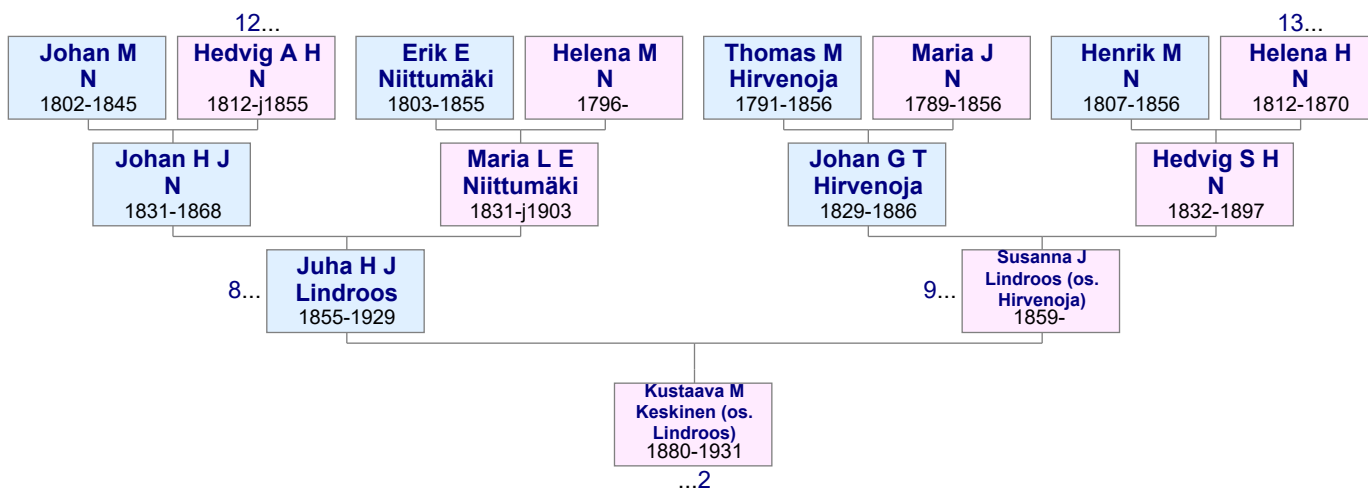 12...
13...
Johan M
N
1802-1845
Hedvig A H
N
1812-j1855
Erik E
Niittumäki
1803-1855
Helena M
N
1796-
Thomas M
Hirvenoja
1791-1856
Maria J
N
1789-1856
Henrik M
N
1807-1856
Helena H
N
1812-1870
Johan H J
N
1831-1868
Maria L E
Niittumäki
1831-j1903
Johan G T
Hirvenoja
1829-1886
Hedvig S H
N
1832-1897
8...
Juha H J
Lindroos
1855-1929
9...
Susanna J
Lindroos (os.
Hirvenoja)
1859-
Kustaava M
Keskinen (os.
Lindroos)
1880-1931
...2